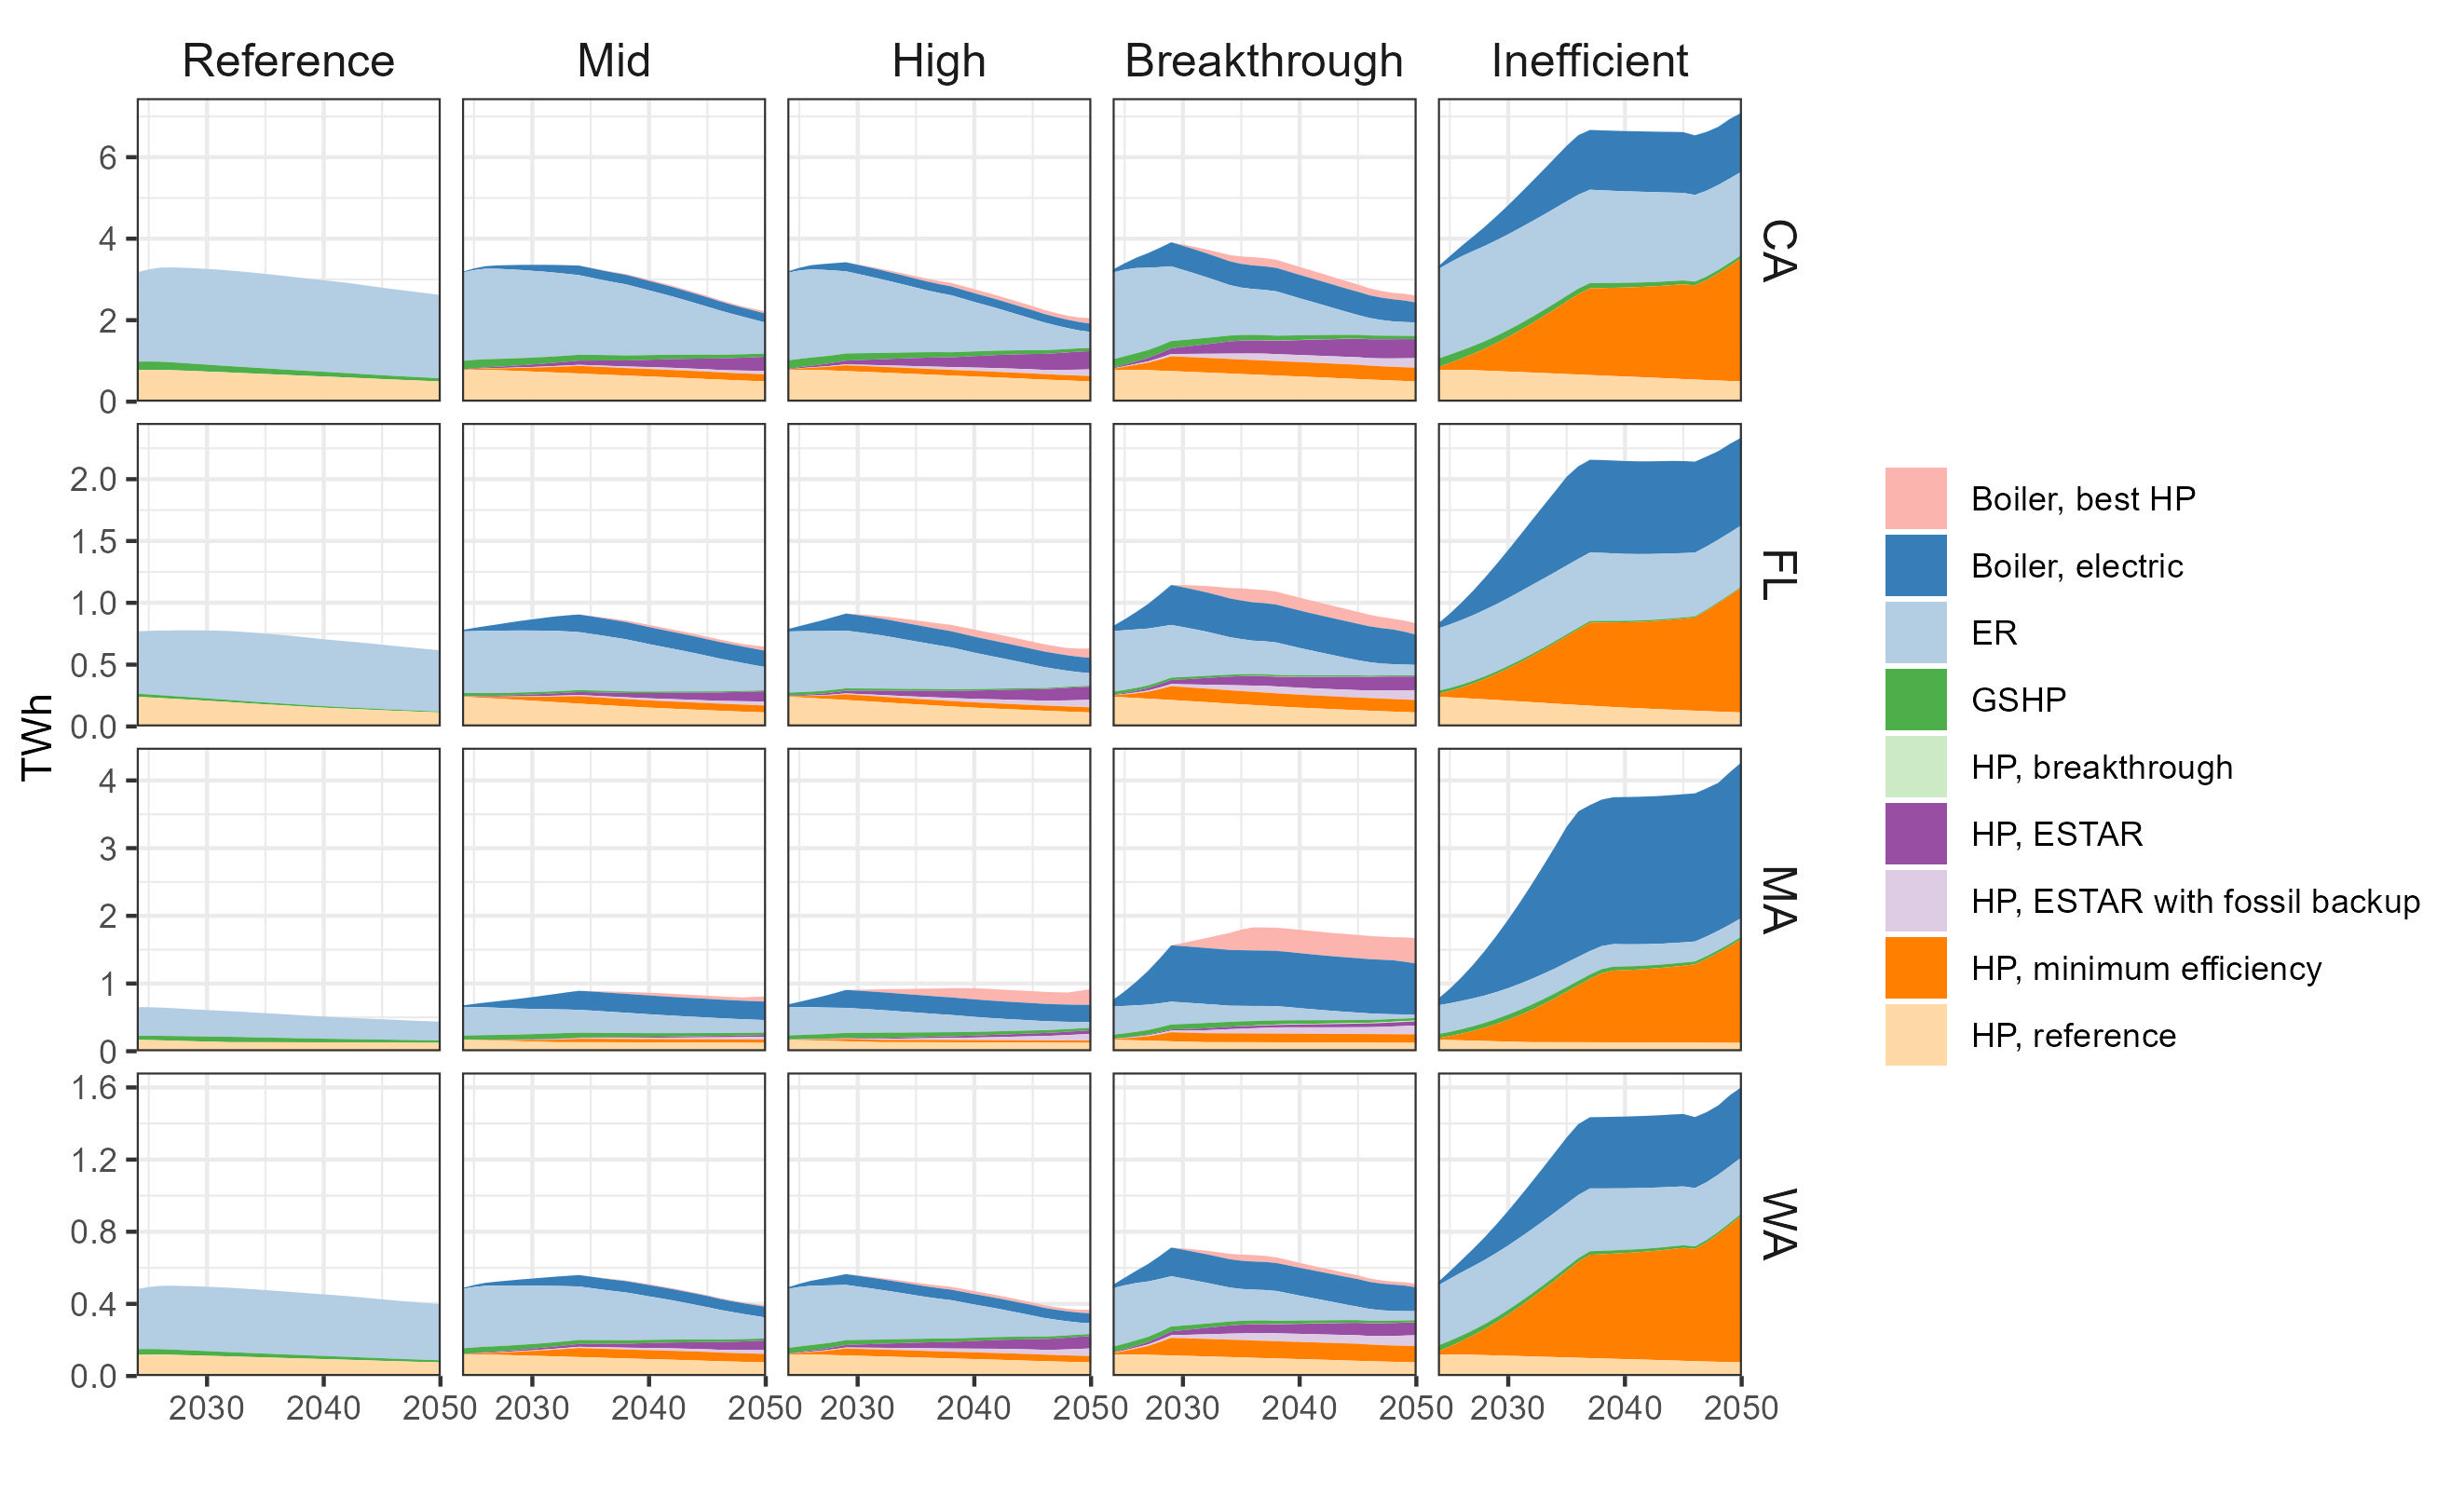 Reference Mid High Breakthrough Inefficient
6
4
2
0
CA
2.0
1.5
1.0
0.5
0.0
FL
TWh
4
3
2
1
0
MA
1.6
1.2
0.8
0.4
0.0
WA
2030 2040 2050 2030 2040 2050 2030 2040 2050 2030 2040 2050 2030 2040 2050
Boiler, best HP
Boiler, electric
ER
GSHP
HP, breakthrough
HP, ESTAR
HP, ESTAR with fossil backup
HP, minimum efficiency
HP, reference